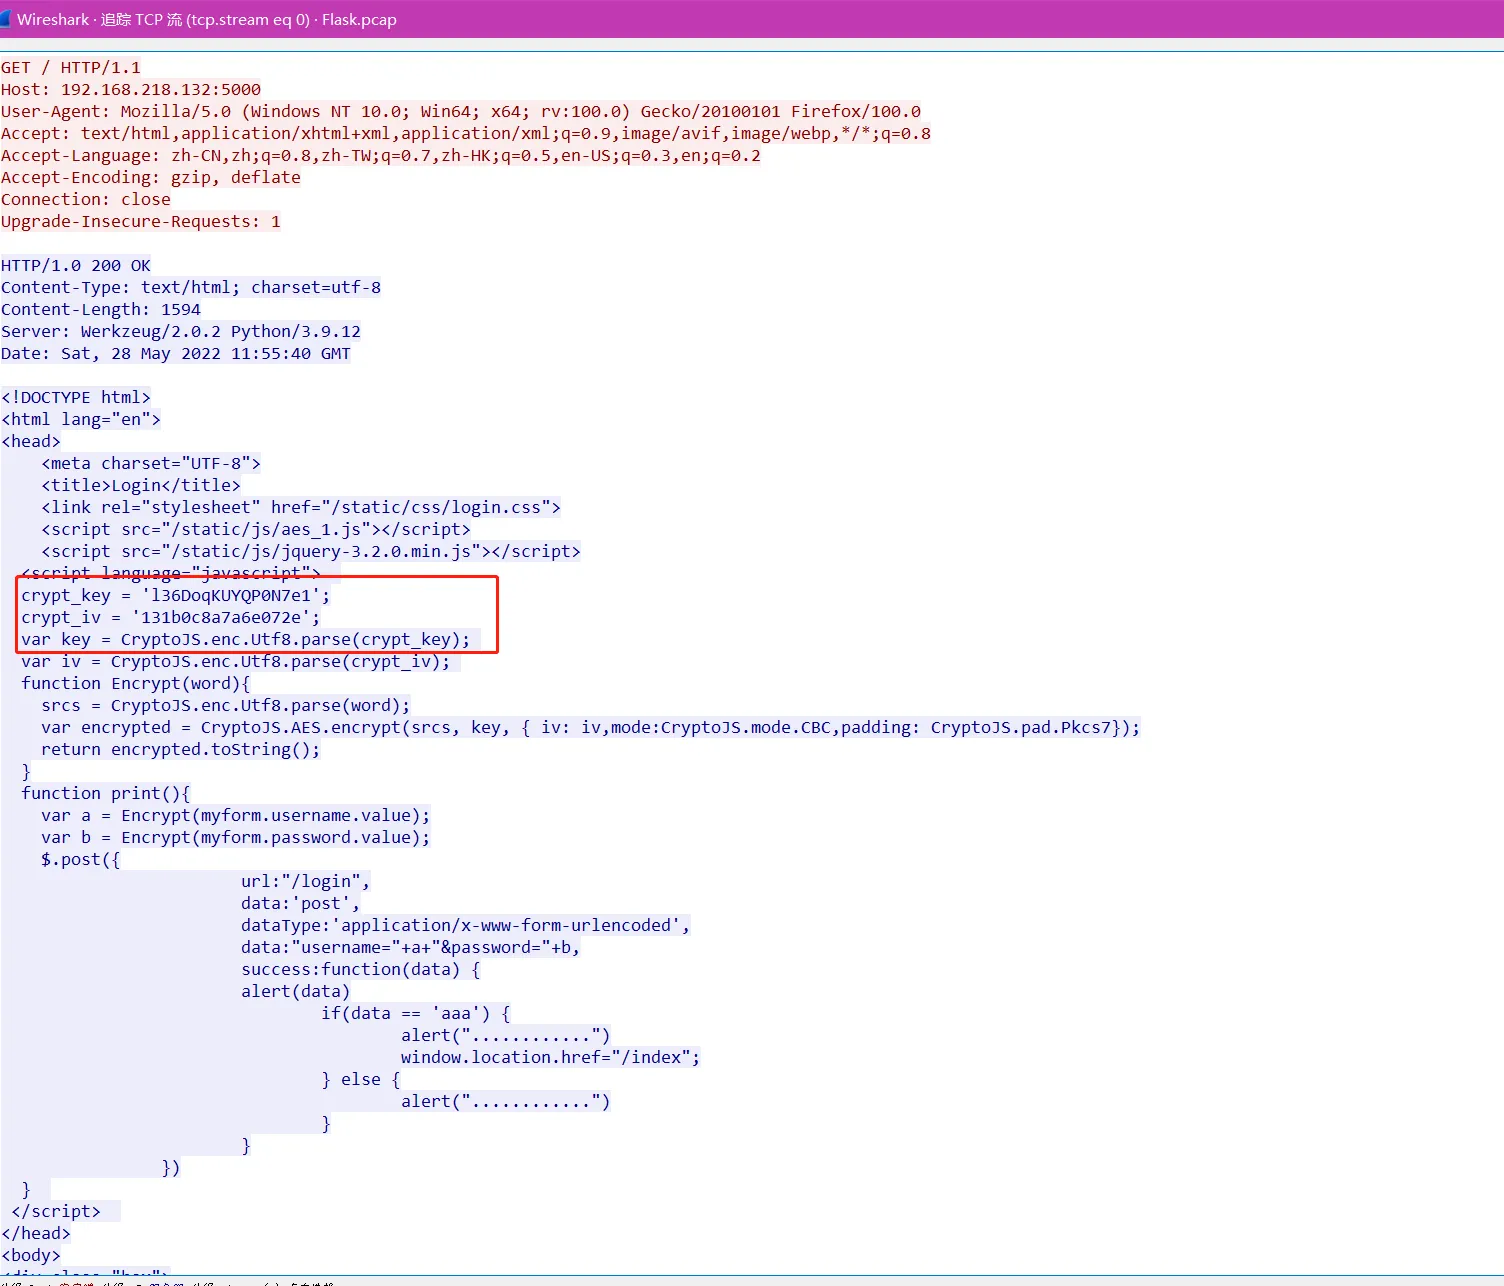 Wireshark · 追踪 TCP 流 (tcp.stream eq 0) · Flask.pcap
GET / HTTP/1.1
Host: 192.168.218.132:5000
User-Agent: Mozilla/5.0 (Windows NT 10.0; Win64; x64; rv:100.0) Gecko/20100101 Firefox/100.0
Accept: text/html,application/xhtml+xml,application/xml;q=0.9,image/avif,image/webp,*/*;q=0.8
Accept-Language: zh-CN,zh;q=0.8,zh-TW;q=0.7,zh-HK;q=0.5,en-US;q=0.3,en;q=0.2
Accept-Encoding: gzip, deflate
Connection: close
Upgrade-Insecure-Requests: 1
HTTP/1.0 200 OK
Content-Type: text/html; charset=utf-8
Content-Length: 1594
Server: Werkzeug/2.0.2 Python/3.9.12
Date: Sat, 28 May 2022 11:55:40 GMT
<!DOCTYPE html>
<html lang="en">
<head>
    <meta charset="UTF-8">
    <title>Login</title>
    <link rel="stylesheet" href="/static/css/login.css">
    <script src="/static/js/aes_1.js"></script>
    <script src="/static/js/jquery-3.2.0.min.js"></script>
  <script language="javascript">
  crypt_key = 'l36DoqKUYQP0N7e1';
  crypt_iv = '131b0c8a7a6e072e';
  var key = CryptoJS.enc.Utf8.parse(crypt_key);
  var iv = CryptoJS.enc.Utf8.parse(crypt_iv);
  function Encrypt(word){
    srcs = CryptoJS.enc.Utf8.parse(word);
    var encrypted = CryptoJS.AES.encrypt(srcs, key, { iv: iv,mode:CryptoJS.mode.CBC,padding: CryptoJS.pad.Pkcs7});
    return encrypted.toString();
  }
  function print(){
    var a = Encrypt(myform.username.value);
    var b = Encrypt(myform.password.value);
    $.post({
                        url:"/login",
                        data:'post',
                        dataType:'application/x-www-form-urlencoded',
                        data:"username="+a+"&password="+b,
                        success:function(data) {
                        alert(data)
                                if(data == 'aaa') {
                                        alert("............")
                                        window.location.href="/index";
                                } else {
                                        alert("............")
                                }
                        }
                })
  }
 </script>
</head>
<body>
<div class="box">